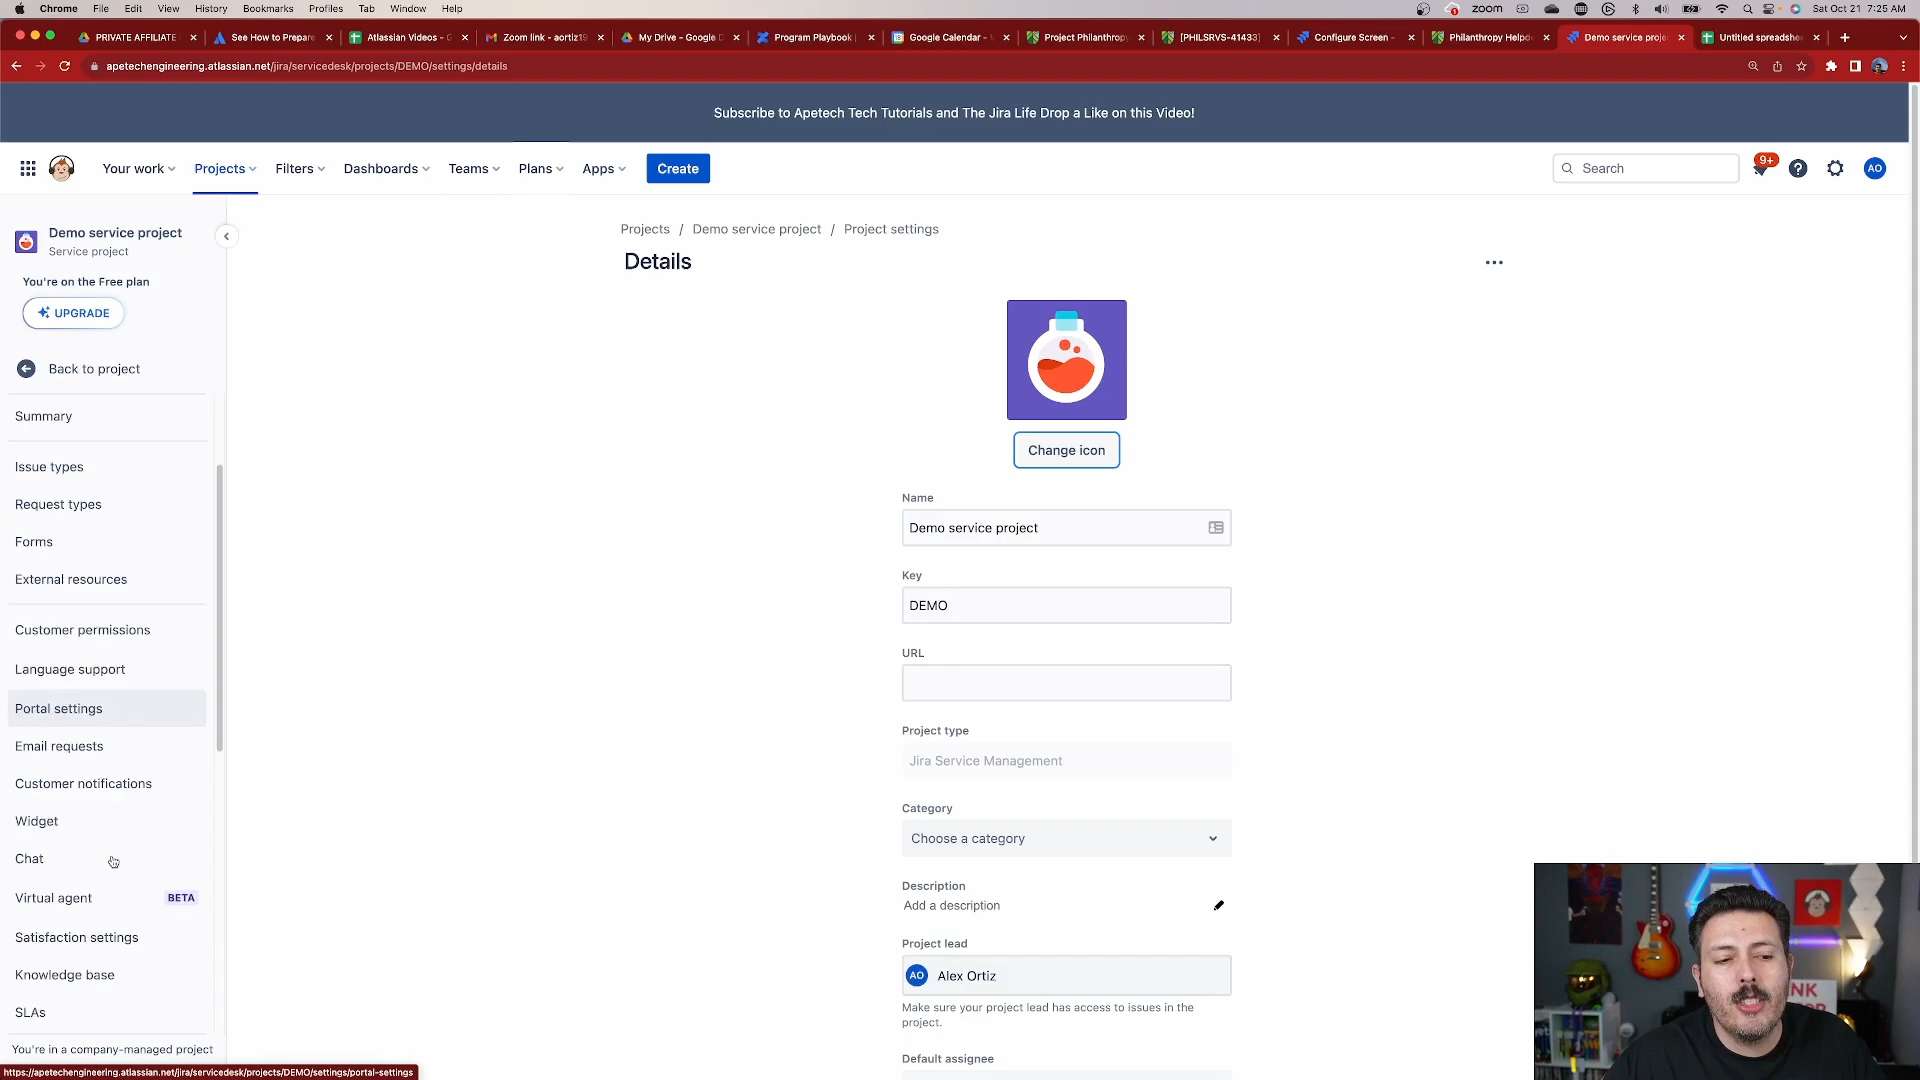 Chrome File Edit View History Bookmarks Profiles Tab Window Help
zoom Sat Oct 21 7:25 AM
PRIVATE AFFILIATE
See How to Prepare
Atlassian Videos - G
Zoom link - aortiz19
My Drive - Google D
Program Playbook
Google Calendar -
Project Philanthropy
[PHILSRVS-41433]
Configure Screen -
Philanthropy Helpd
Demo service proje
Untitled spreadshe
apetechengineering.atlassian.net/jira/servicedesk/projects/DEMO/settings/details
Subscribe to Apetech Tech Tutorials and The Jira Life Drop a Like on this Video!
Your work Projects Filters Dashboards Teams Plans Apps Create
Search
9+
AO
Demo service project
Service project
You're on the Free plan
UPGRADE
Back to project
Summary
Issue types
Request types
Forms
External resources
Customer permissions
Language support
Portal settings
Email requests
Customer notifications
Widget
Chat
Virtual agent BETA
Satisfaction settings
Knowledge base
SLAs
You're in a company-managed project
https://apetechengineering.atlassian.net/jira/servicedesk/projects/DEMO/settings/portal-settings
Projects / Demo service project / Project settings
Details
Change icon
Name
Demo service project
Key
DEMO
URL
Project type
Jira Service Management
Category
Choose a category
Description
Add a description
Project lead
AO Alex Ortiz
Make sure your project lead has access to issues in the
project.
Default assignee